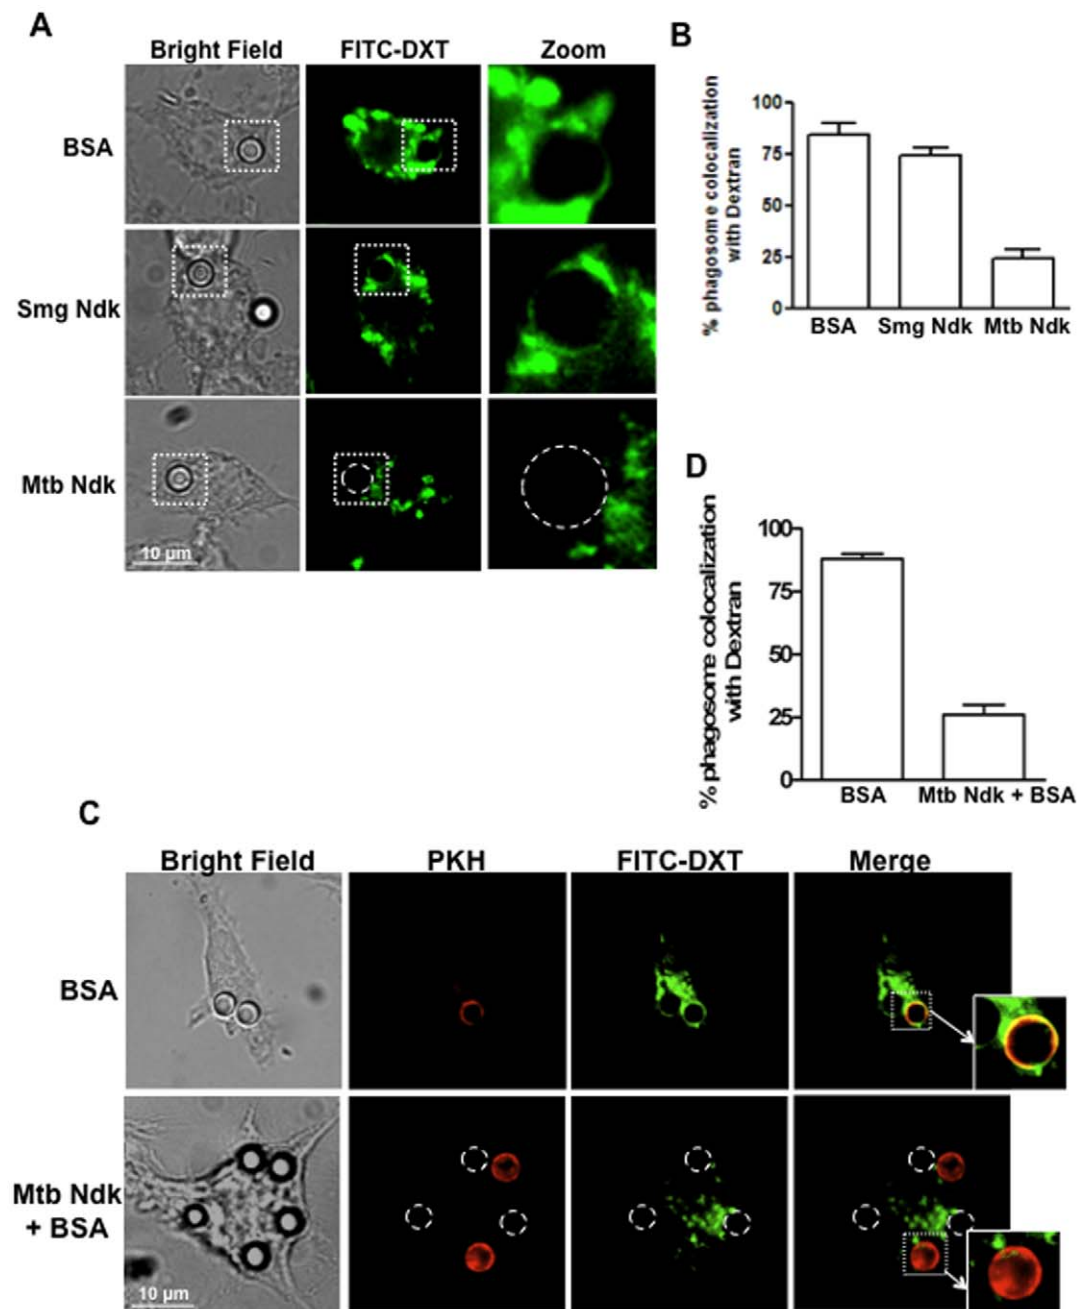 A
Bright Field FITC-DXT Zoom
BSA
Smg Ndk
Mtb Ndk
10 µm
B
% phagosome colocalization
with Dextran
100
75
50
25
0
BSA Smg Ndk Mtb Ndk
D
% phagosome colocalization
with Dextran
100
75
50
25
0
BSA Mtb Ndk + BSA
C
Bright Field PKH FITC-DXT Merge
BSA
Mtb Ndk
+ BSA
10 µm